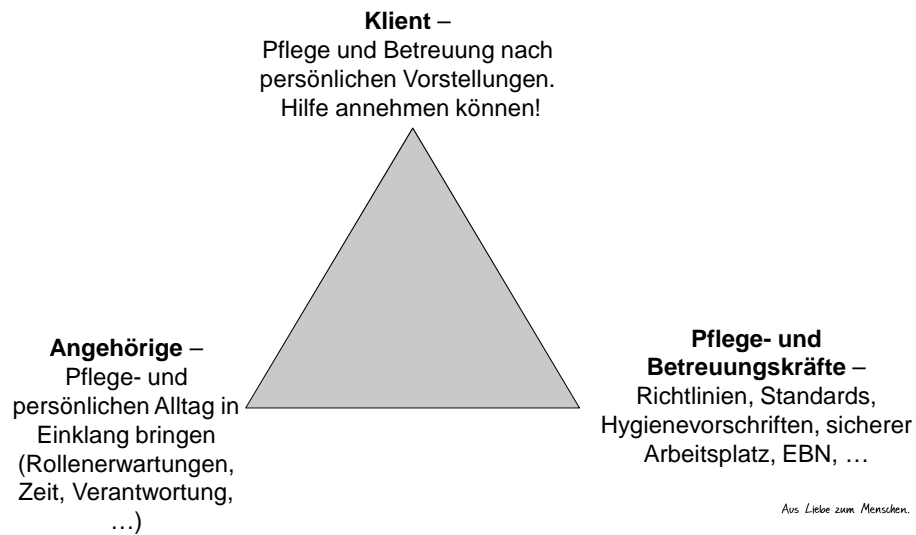 Klient –
Pflege und Betreuung nach
persönlichen Vorstellungen.
Hilfe annehmen können!
Angehörige –
Pflege- und
persönlichen Alltag in
Einklang bringen
(Rollenerwartungen,
Zeit, Verantwortung,
…)
Pflege- und
Betreuungskräfte –
Richtlinien, Standards,
Hygienevorschriften, sicherer
Arbeitsplatz, EBN, …
Aus Liebe zum Menschen.